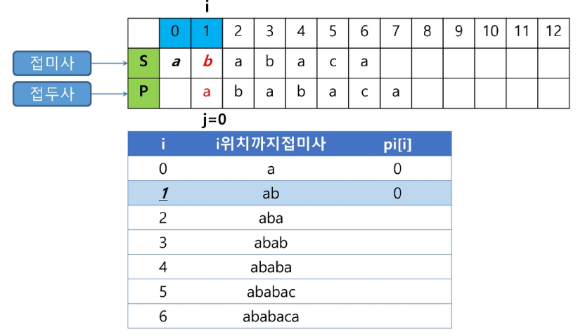 i
0 1 2 3 4 5 6 7 8 9 10 11 12
접미사 S a b a b a c a
접두사 P a b a b a c a
j=0
i i위치까지접미사 pi[i]
0 a 0
1 ab 0
2 aba
3 abab
4 ababa
5 ababac
6 ababaca